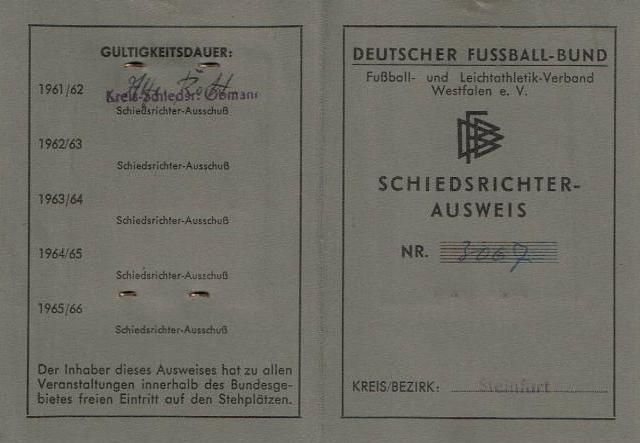 GÜLTIGKEITSDAUER:
1961/62
Kreis-Schiedsr.-Obmann
Schiedsrichter-Ausschuß
1962/63
Schiedsrichter-Ausschuß
1963/64
Schiedsrichter-Ausschuß
1964/65
Schiedsrichter-Ausschuß
1965/66
Schiedsrichter-Ausschuß
Der Inhaber dieses Ausweises hat zu allen
Veranstaltungen innerhalb des Bundesge-
bietes freien Eintritt auf den Stehplätzen.
DEUTSCHER FUSSBALL-BUND
Fußball- und Leichtathletik-Verband
Westfalen e. V.
DFB
SCHIEDSRICHTER-
AUSWEIS
NR. 3067
KREIS/BEZIRK: Steinfurt